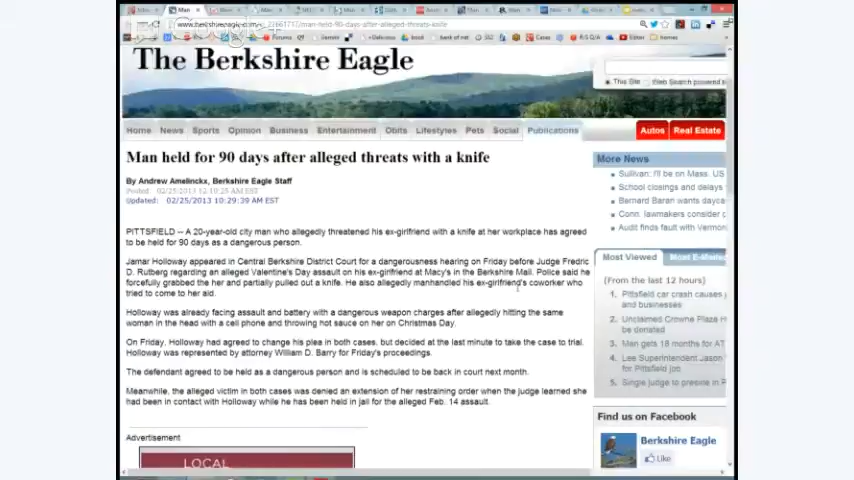 www.berkshireeagle.com
The Berkshire Eagle
This Site Web Search powered
Home News Sports Opinion Business Entertainment Obits Lifestyles Pets Social Publications Autos Real Estate
Man held for 90 days after alleged threats with a knife
By Andrew Amelinckx, Berkshire Eagle Staff
Posted: 02/25/2013 12:10:25 AM EST
Updated: 02/25/2013 10:29:39 AM EST
PITTSFIELD -- A 20-year-old city man who allegedly threatened his ex-girlfriend with a knife at her workplace has agreed
to be held for 90 days as a dangerous person.
Jamar Holloway appeared in Central Berkshire District Court for a dangerousness hearing on Friday before Judge Fredric
D. Rutberg regarding an alleged Valentine's Day assault on his ex-girlfriend at Macy's in the Berkshire Mall. Police said he
forcefully grabbed the her and partially pulled out a knife. He also allegedly manhandled his ex-girlfriend's coworker who
tried to come to her aid.
Holloway was already facing assault and battery with a dangerous weapon charges after allegedly hitting the same
woman in the head with a cell phone and throwing hot sauce on her on Christmas Day.
On Friday, Holloway had agreed to change his plea in both cases, but decided at the last minute to take the case to trial.
Holloway was represented by attorney William D. Barry for Friday's proceedings.
The defendant agreed to be held as a dangerous person and is scheduled to be back in court next month.
Meanwhile, the alleged victim in both cases was denied an extension of her restraining order when the judge learned she
had been in contact with Holloway while he has been held in jail for the alleged Feb. 14 assault.
Advertisement
LOCAL
More News
Sullivan: I'll be on Mass. US
School closings and delays
Bernard Baran wants dayca
Conn. lawmakers consider c
Audit finds fault with Vermon
Most Viewed Most E-Maile
(From the last 12 hours)
1. Pittsfield car crash causes
and businesses
2. Unclaimed Crowne Plaza
be donated
3. Man gets 18 months for AT
4. Lee Superintendent Jason
for Pittsfield job
5. Single judge to preside in P
Find us on Facebook
Berkshire Eagle
Like